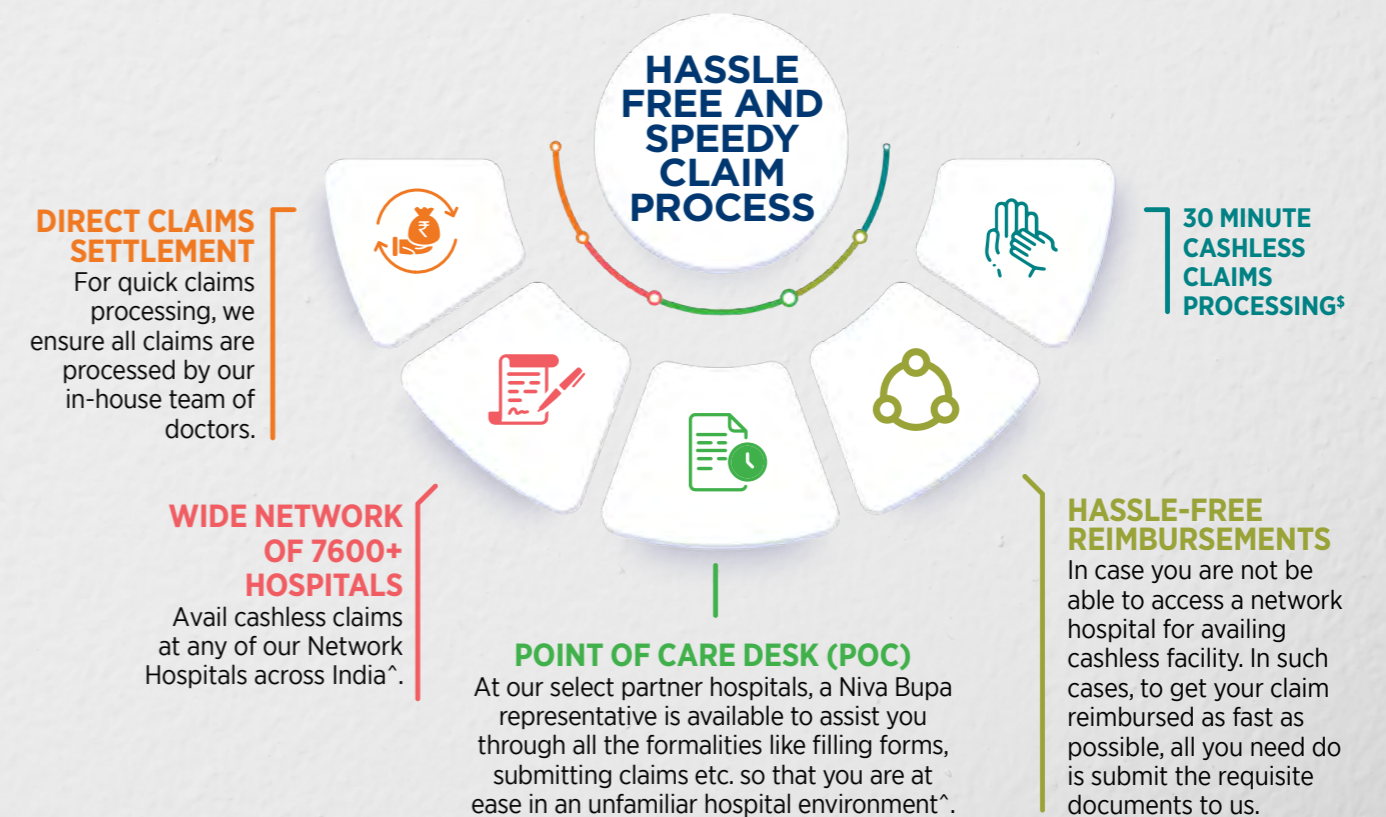 HASSLE
FREE AND
SPEEDY
CLAIM
PROCESS
DIRECT CLAIMS
SETTLEMENT
For quick claims
processing, we
ensure all claims are
processed by our
in-house team of
doctors.
WIDE NETWORK
OF 7600+
HOSPITALS
Avail cashless claims
at any of our Network
Hospitals across India^.
POINT OF CARE DESK (POC)
At our select partner hospitals, a Niva Bupa
representative is available to assist you
through all the formalities like filling forms,
submitting claims etc. so that you are at
ease in an unfamiliar hospital environment^.
HASSLE-FREE
REIMBURSEMENTS
In case you are not be
able to access a network
hospital for availing
cashless facility. In such
cases, to get your claim
reimbursed as fast as
possible, all you need do
is submit the requisite
documents to us.
30 MINUTE
CASHLESS
CLAIMS
PROCESSING$